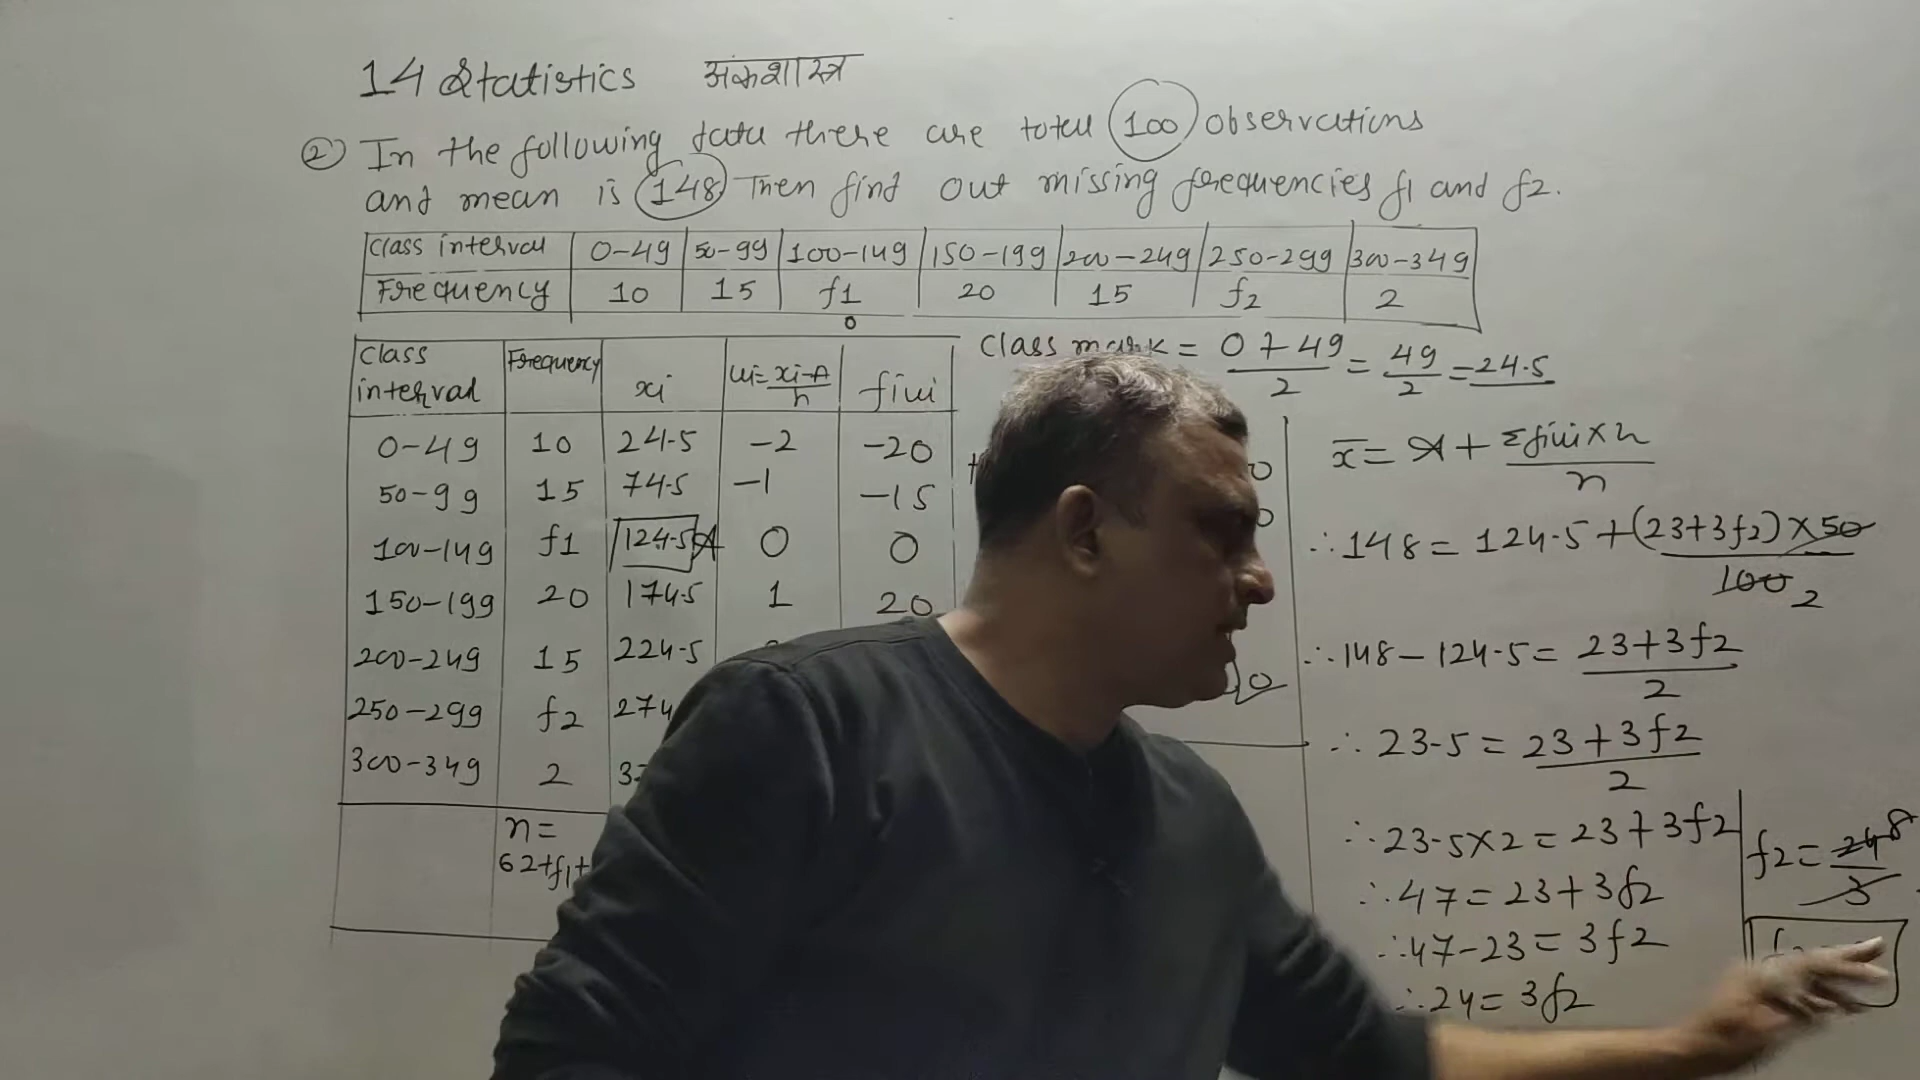 14 Statistics अंकशास्त्र
② In the following data there are total 100 observations
and mean is 148 Then find out missing frequencies f1 and f2.
Class interval 0-49 50-99 100-149 150-199 200-249 250-299 300-349
Frequency 10 15 f1 20 15 f2 2
0
Class interval Frequency xi ui=xi-A/h fiui
0-49 10 24.5 -2 -20
50-99 15 74.5 -1 -15
100-149 f1 124.5 A 0 0
150-199 20 174.5 1 20
200-249 15 224.5
250-299 f2 274
300-349 2
n=
62+f1+
Class mark = 0+49/2 = 49/2 = 24.5
x̄ = A + Σfiui×h/n
∴ 148 = 124.5 + (23+3f2)×50/100 2
∴ 148 - 124.5 = 23+3f2/2
∴ 23.5 = 23+3f2/2
∴ 23.5×2 = 23+3f2
∴ 47 = 23+3f2
∴ 47-23 = 3f2
∴ 24 = 3f2
f2 = 24/3 8